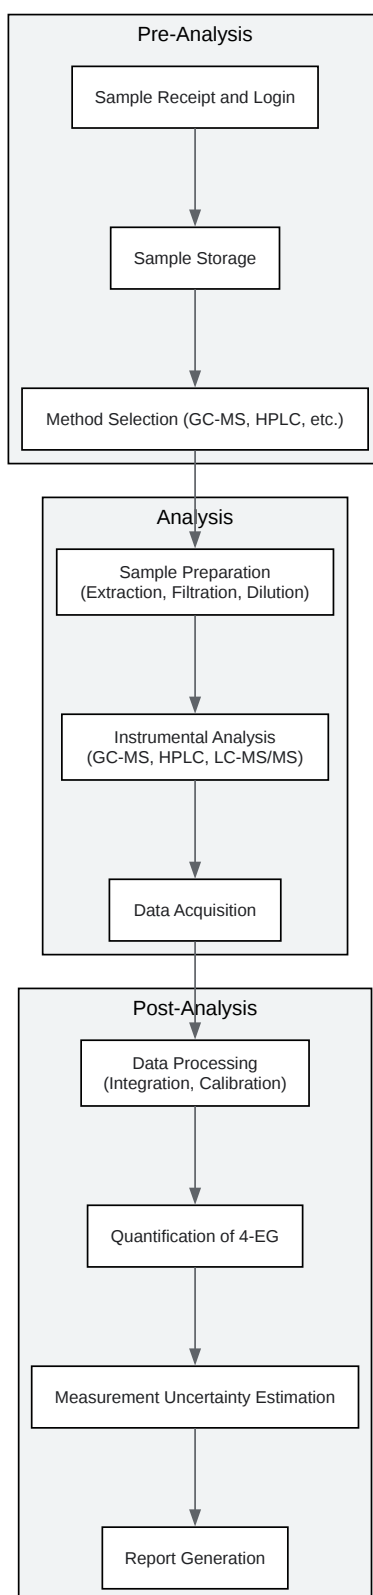 Pre-Analysis
Sample Receipt and Login
Sample Storage
Method Selection (GC-MS, HPLC, etc.)
Analysis
Sample Preparation
(Extraction, Filtration, Dilution)
Instrumental Analysis
(GC-MS, HPLC, LC-MS/MS)
Data Acquisition
Post-Analysis
Data Processing
(Integration, Calibration)
Quantification of 4-EG
Measurement Uncertainty Estimation
Report Generation